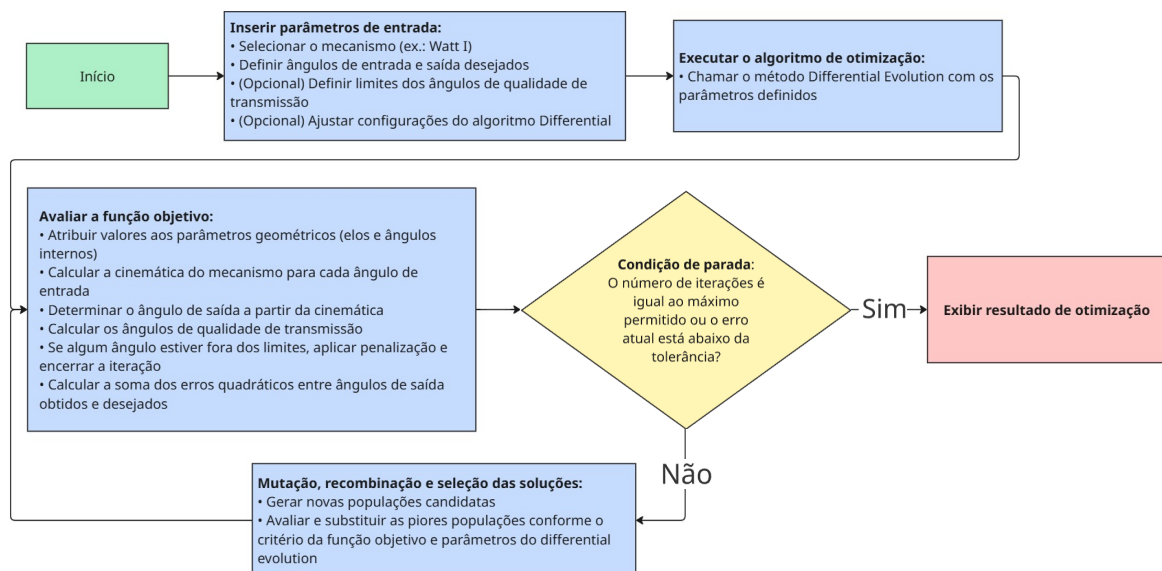 Início
Inserir parâmetros de entrada:
• Selecionar o mecanismo (ex.: Watt I)
• Definir ângulos de entrada e saída desejados
• (Opcional) Definir limites dos ângulos de qualidade de
transmissão
• (Opcional) Ajustar configurações do algoritmo Differential
Executar o algoritmo de otimização:
• Chamar o método Differential Evolution com os
parâmetros definidos
Avaliar a função objetivo:
• Atribuir valores aos parâmetros geométricos (elos e ângulos
internos)
• Calcular a cinemática do mecanismo para cada ângulo de
entrada
• Determinar o ângulo de saída a partir da cinemática
• Calcular os ângulos de qualidade de transmissão
• Se algum ângulo estiver fora dos limites, aplicar penalização e
encerrar a iteração
• Calcular a soma dos erros quadráticos entre ângulos de saída
obtidos e desejados
Condição de parada:
O número de iterações é
igual ao máximo
permitido ou o erro
atual está abaixo da
tolerância?
Sim
Exibir resultado de otimização
Não
Mutação, recombinação e seleção das soluções:
• Gerar novas populações candidatas
• Avaliar e substituir as piores populações conforme o
critério da função objetivo e parâmetros do differential
evolution